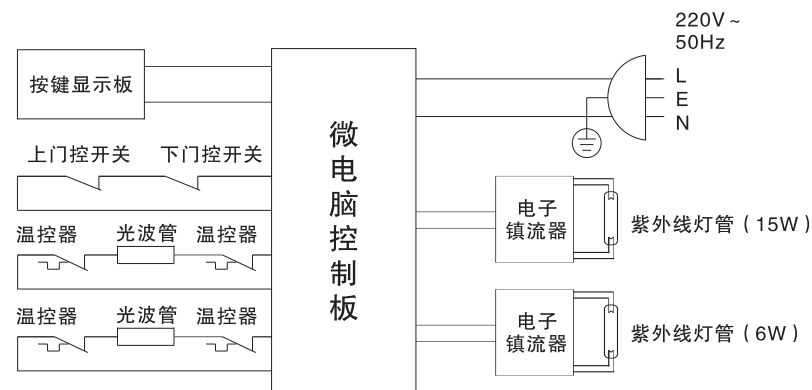 220V~
50Hz
L
E
N
按键显示板
微电脑控制板
上门控开关
下门控开关
电子
镇流器
紫外线灯管（15W）
温控器
光波管
温控器
电子
镇流器
紫外线灯管（6W）
温控器
光波管
温控器